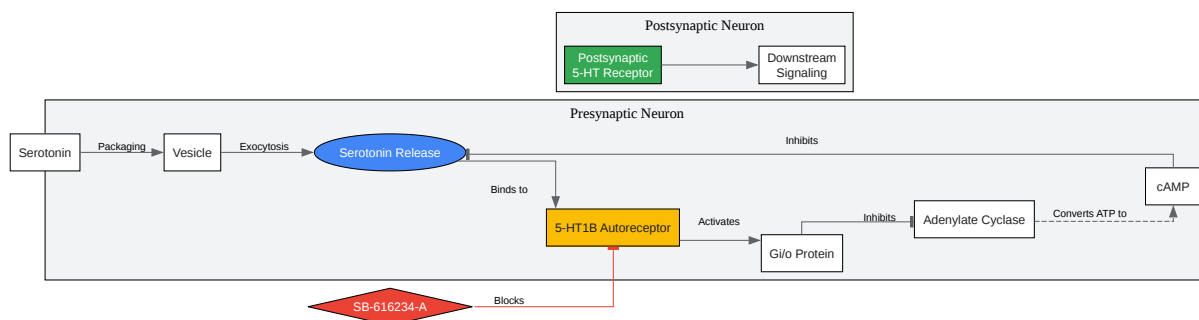 Postsynaptic Neuron
Postsynaptic
5-HT Receptor
Downstream
Signaling
Presynaptic Neuron
Serotonin
Packaging
Vesicle
Exocytosis
Serotonin Release
Inhibits
cAMP
Binds to
5-HT1B Autoreceptor
Activates
Gi/o Protein
Inhibits
Adenylate Cyclase
Converts ATP to
SB-616234-A
Blocks